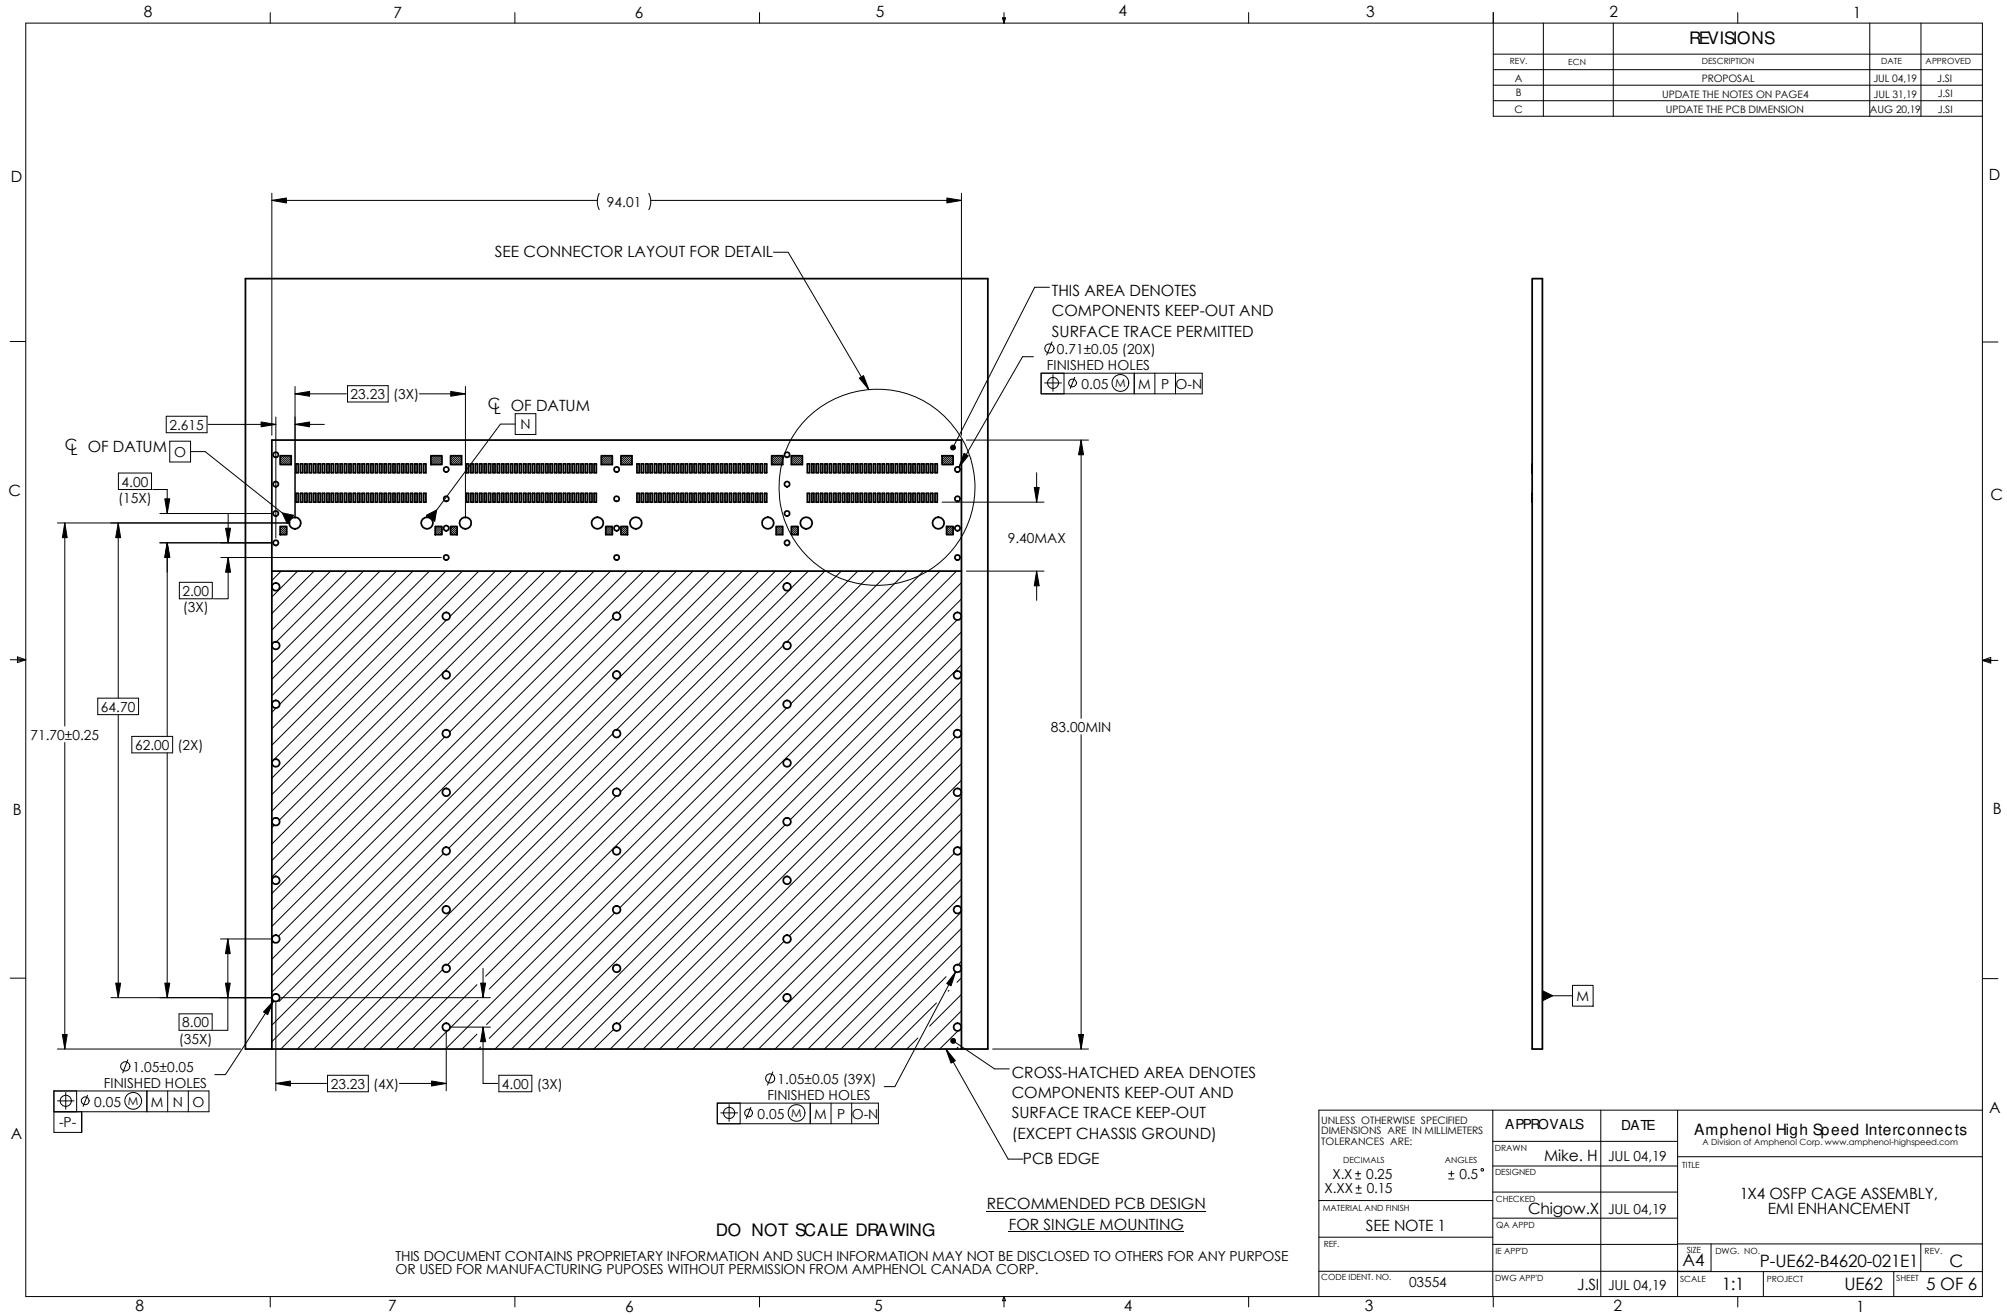 8 7 6 5 4 3 2 1
REVISIONS
REV. ECN DESCRIPTION DATE APPROVED
A PROPOSAL JUL 04,19 J.SI
B UPDATE THE NOTES ON PAGE4 JUL 31,19 J.SI
C UPDATE THE PCB DIMENSION AUG 20,19 J.SI
D D
( 94.01 )
SEE CONNECTOR LAYOUT FOR DETAIL
THIS AREA DENOTES
COMPONENTS KEEP-OUT AND
SURFACE TRACE PERMITTED
Ø0.71±0.05 (20X)
FINISHED HOLES
⌖ Ø 0.05 Ⓜ M P O-N
23.23 (3X)
℄ OF DATUM
N
2.615
℄ OF DATUM O
4.00
(15X)
C C
9.40MAX
2.00
(3X)
64.70
71.70±0.25
62.00 (2X)
83.00MIN
B B
M
8.00
(35X)
Ø1.05±0.05
FINISHED HOLES
⌖ Ø 0.05 Ⓜ M N O
-P-
23.23 (4X)
4.00 (3X)
Ø1.05±0.05 (39X)
FINISHED HOLES
⌖ Ø 0.05 Ⓜ M P O-N
CROSS-HATCHED AREA DENOTES
COMPONENTS KEEP-OUT AND
SURFACE TRACE KEEP-OUT
(EXCEPT CHASSIS GROUND)
PCB EDGE
A A
RECOMMENDED PCB DESIGN
FOR SINGLE MOUNTING
DO NOT SCALE DRAWING
THIS DOCUMENT CONTAINS PROPRIETARY INFORMATION AND SUCH INFORMATION MAY NOT BE DISCLOSED TO OTHERS FOR ANY PURPOSE
OR USED FOR MANUFACTURING PUPOSES WITHOUT PERMISSION FROM AMPHENOL CANADA CORP.
UNLESS OTHERWISE SPECIFIED
DIMENSIONS ARE IN MILLIMETERS
TOLERANCES ARE:
DECIMALS ANGLES
X.X ± 0.25 ± 0.5°
X.XX ± 0.15
MATERIAL AND FINISH
SEE NOTE 1
REF.
CODE IDENT. NO. 03554
APPROVALS DATE
DRAWN Mike. H JUL 04,19
DESIGNED
CHECKED Chigow.X JUL 04,19
QA APPD
IE APP'D
DWG APP'D J.SI JUL 04,19
Amphenol High Speed Interconnects
A Division of Amphenol Corp. www.amphenol-highspeed.com
TITLE
1X4 OSFP CAGE ASSEMBLY,
EMI ENHANCEMENT
SIZE A4 DWG. NO. P-UE62-B4620-021E1 REV. C
SCALE 1:1 PROJECT UE62 SHEET 5 OF 6
8 7 6 5 4 3 2 1